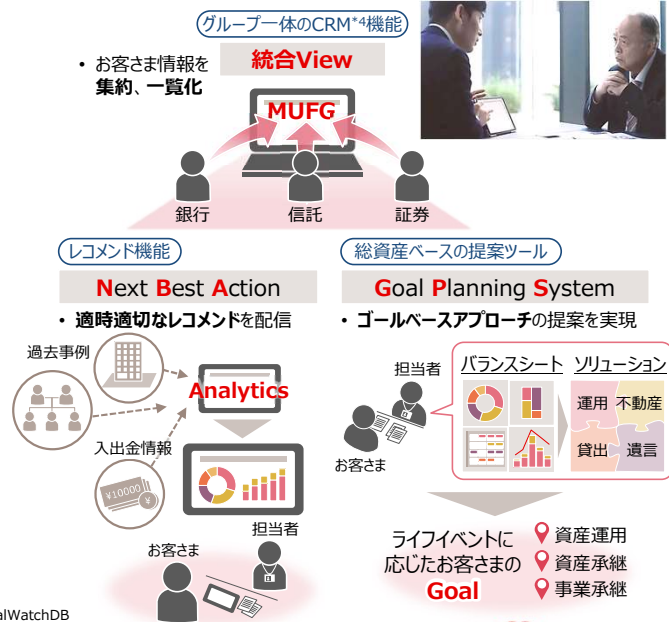 グループ一体のCRM*4機能
統合View
• お客さま情報を
集約、一覧化
MUFG
銀行
信託
証券
レコメンド機能
Next Best Action
• 適時適切なレコメンドを配信
過去事例
Analytics
入出金情報
¥10000
¥
担当者
お客さま
総資産ベースの提案ツール
Goal Planning System
• ゴールベースアプローチの提案を実現
担当者
お客さま
バランスシート
ソリューション
運用
不動産
貸出
遺言
ライフイベントに
応じたお客さまの
Goal
資産運用
資産承継
事業承継
alWatchDB